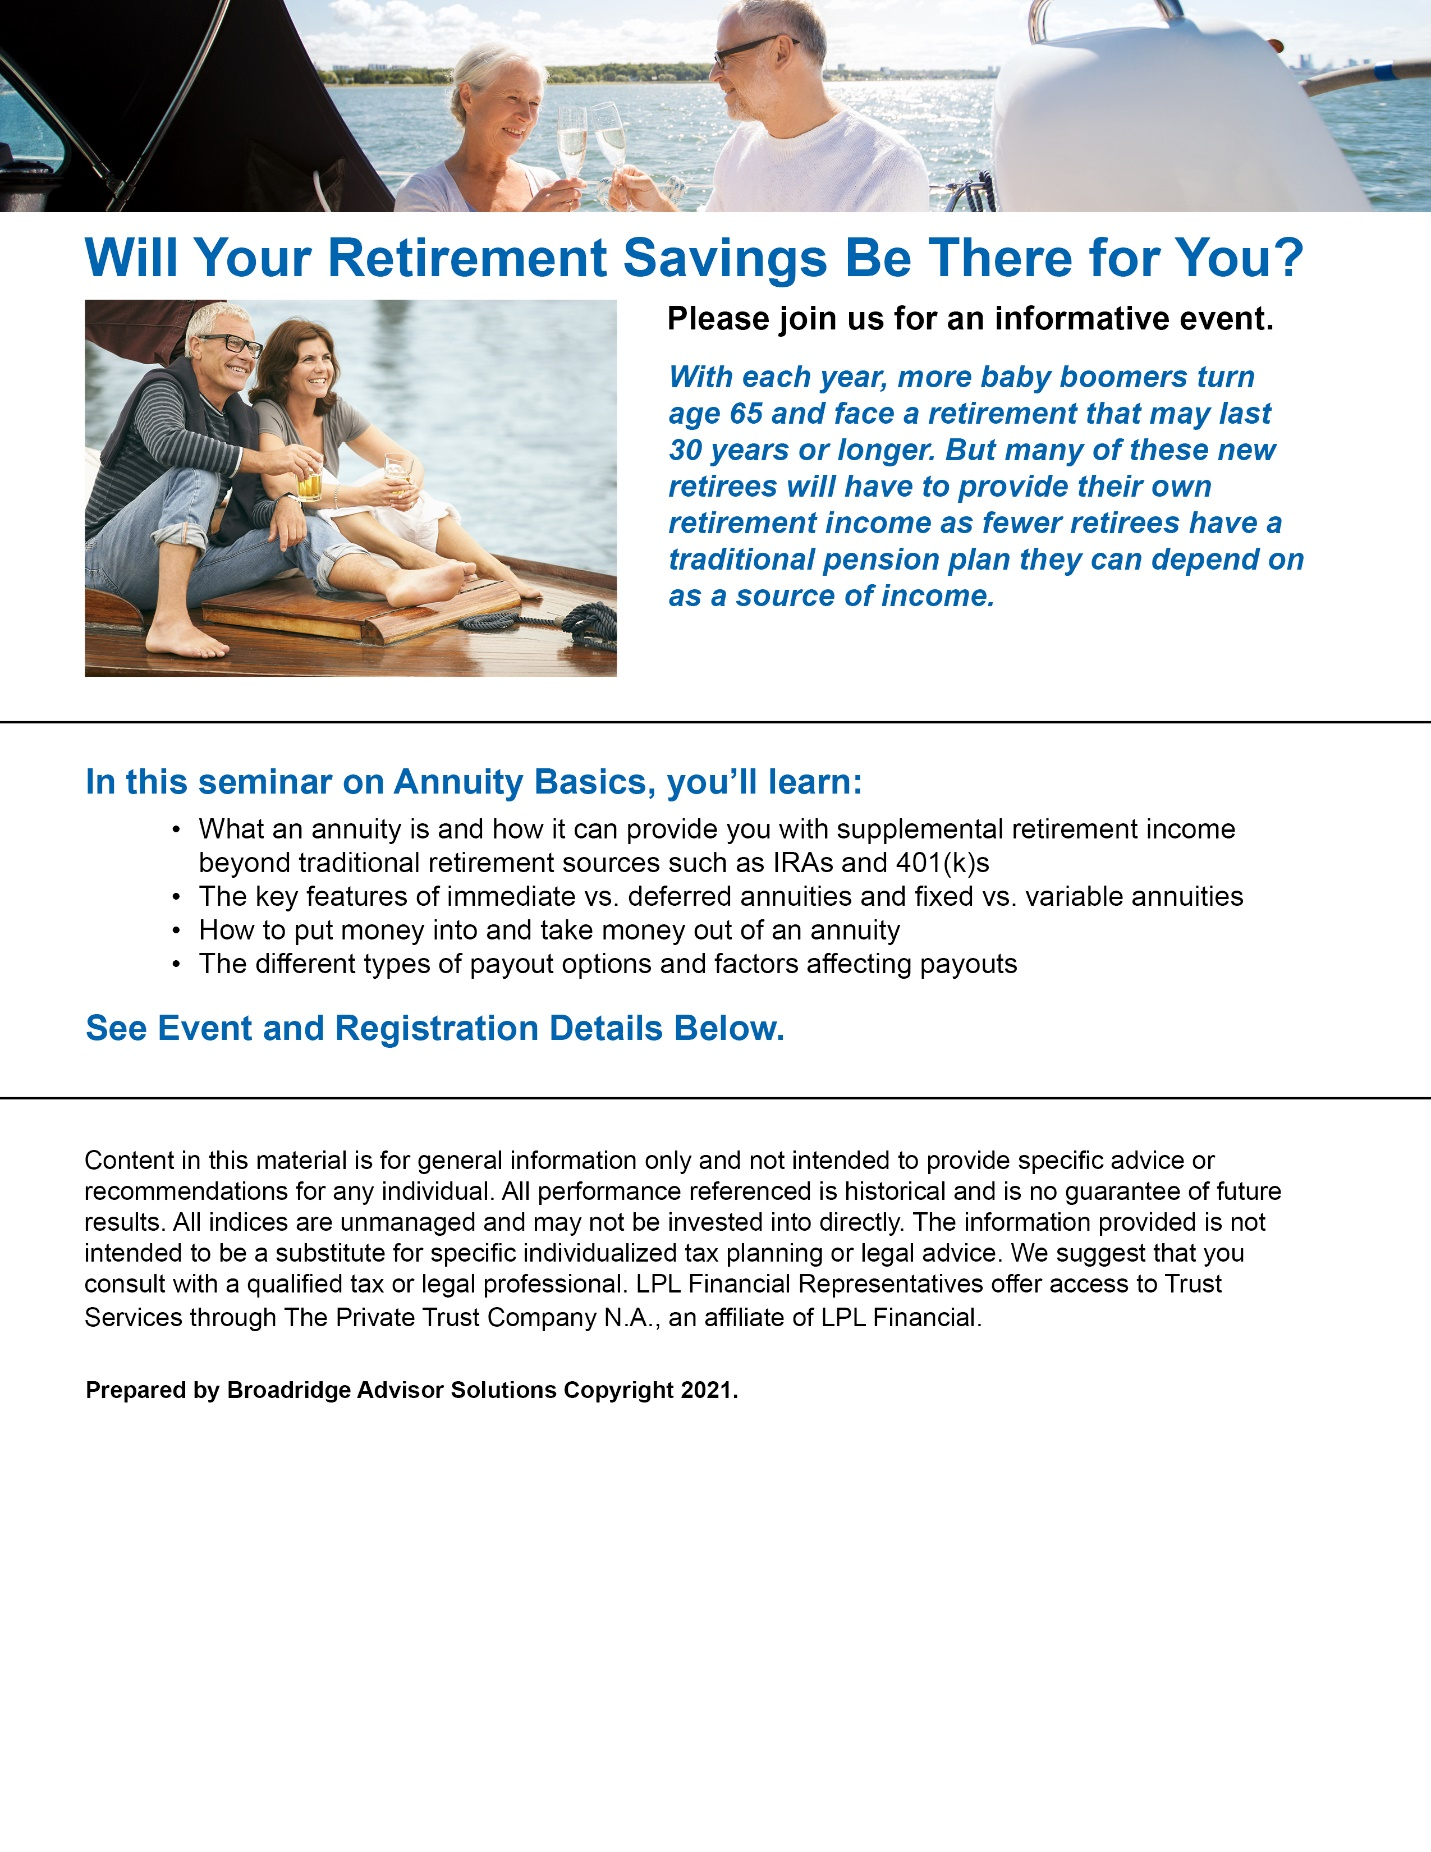 Will Your Retirement Savings Be There for You?
Please join us for an informative event.
With each year, more baby boomers turn
age 65 and face a retirement that may last
30 years or longer. But many of these new
retirees will have to provide their own
retirement income as fewer retirees have a
traditional pension plan they can depend on
as a source of income.
In this seminar on Annuity Basics, you’ll learn:
• What an annuity is and how it can provide you with supplemental retirement income
beyond traditional retirement sources such as IRAs and 401(k)s
• The key features of immediate vs. deferred annuities and fixed vs. variable annuities
• How to put money into and take money out of an annuity
• The different types of payout options and factors affecting payouts
See Event and Registration Details Below.
Content in this material is for general information only and not intended to provide specific advice or
recommendations for any individual. All performance referenced is historical and is no guarantee of future
results. All indices are unmanaged and may not be invested into directly. The information provided is not
intended to be a substitute for specific individualized tax planning or legal advice. We suggest that you
consult with a qualified tax or legal professional. LPL Financial Representatives offer access to Trust
Services through The Private Trust Company N.A., an affiliate of LPL Financial.
Prepared by Broadridge Advisor Solutions Copyright 2021.